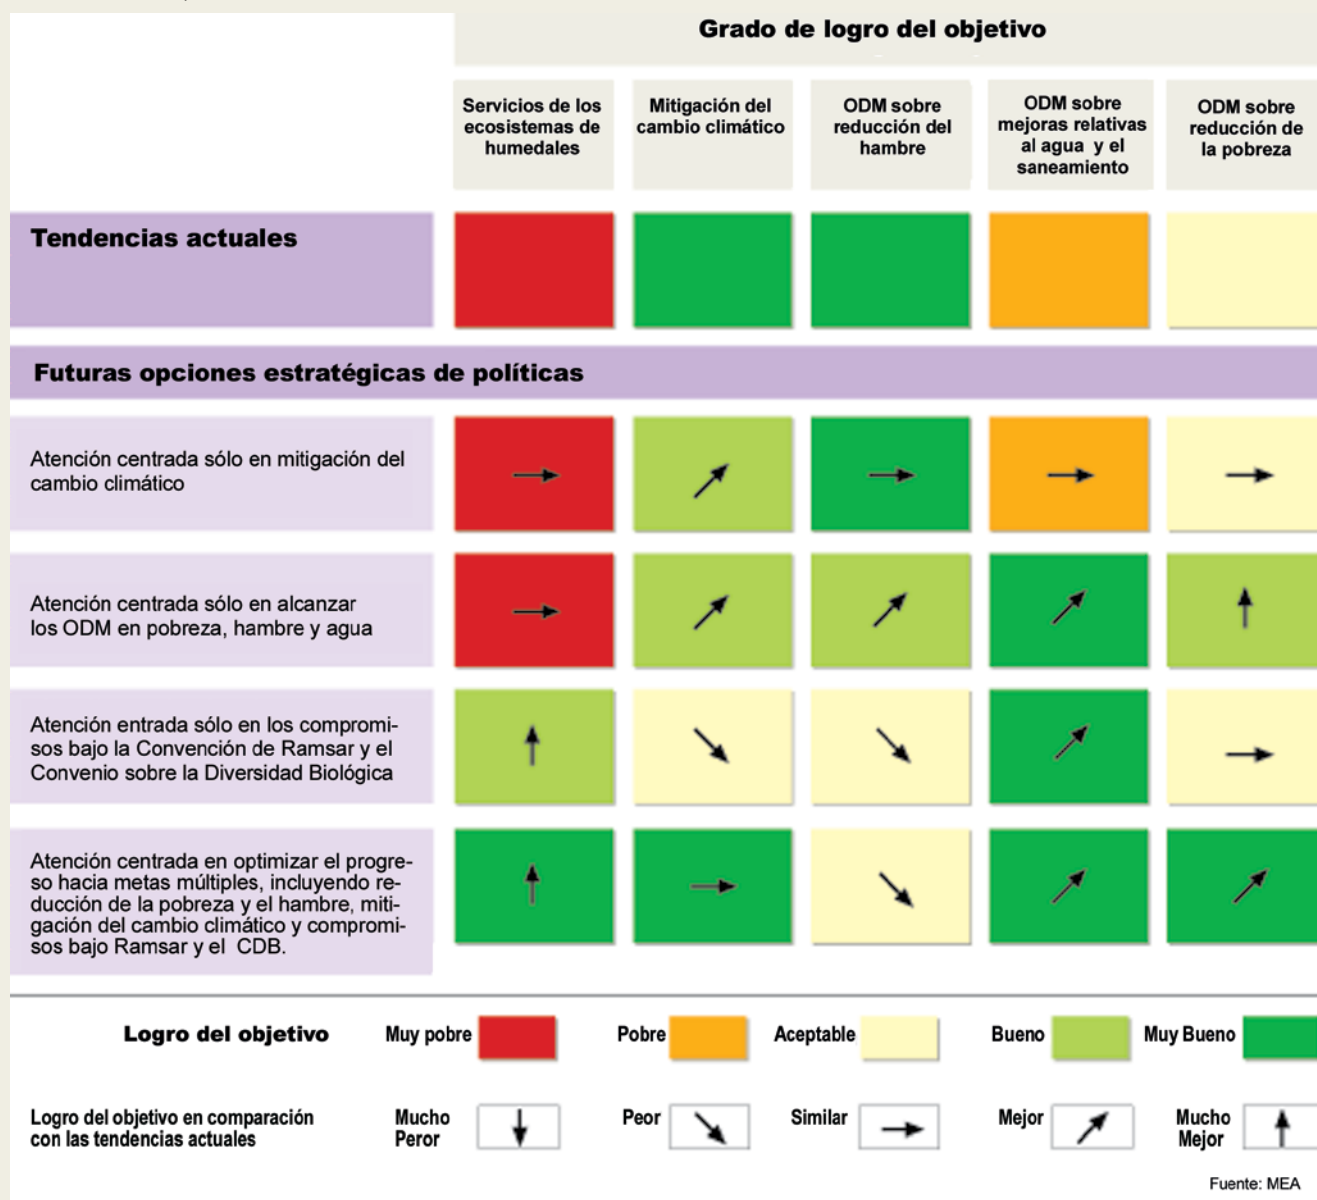 Grado de logro del objetivo
Servicios de los
ecosistemas de
humedales
Mitigación del
cambio climático
ODM sobre
reducción del
hambre
ODM sobre
mejoras relativas
al agua y el
saneamiento
ODM sobre
reducción de
la pobreza
Tendencias actuales
Futuras opciones estratégicas de políticas
Atención centrada sólo en mitigación del
cambio climático
Atención centrada sólo en alcanzar
los ODM en pobreza, hambre y agua
Atención entrada sólo en los compromi-
sos bajo la Convención de Ramsar y el
Convenio sobre la Diversidad Biológica
Atención centrada en optimizar el progre-
so hacia metas múltiples, incluyendo re-
ducción de la pobreza y el hambre, miti-
gación del cambio climático y compromi-
sos bajo Ramsar y el CDB.
Logro del objetivo
Muy pobre
Pobre
Aceptable
Bueno
Muy Bueno
Logro del objetivo en comparación
con las tendencias actuales
Mucho
Peror
Peor
Similar
Mejor
Mucho
Mejor
Fuente: MEA